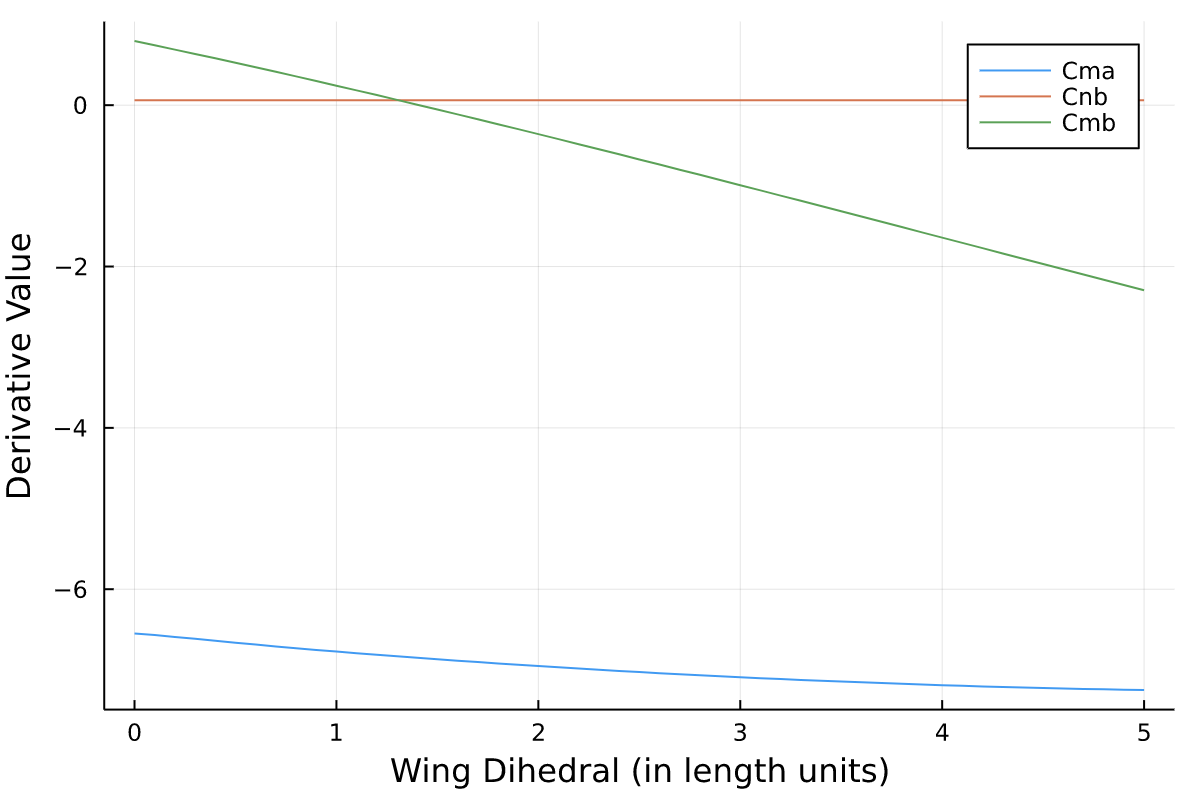 Cma
Cnb
Cmb
0
−2
−4
−6
Derivative Value
0 1 2 3 4 5
Wing Dihedral (in length units)